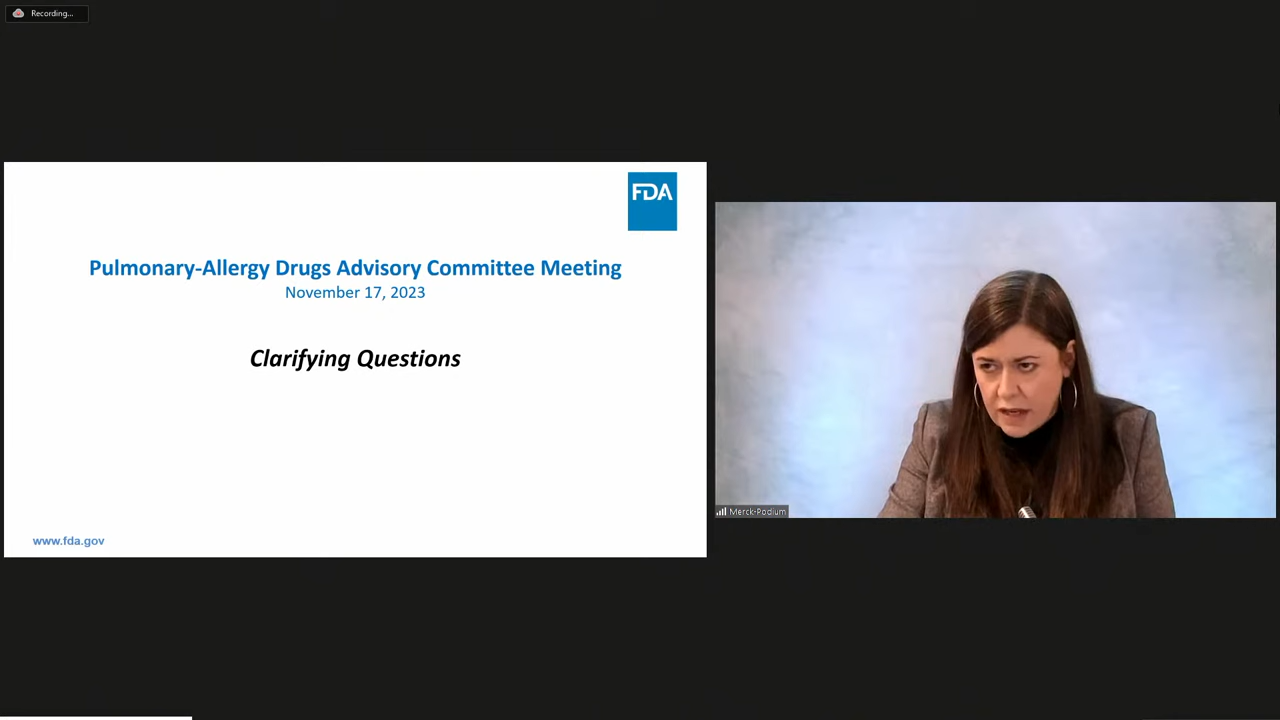 Recording...
FDA
Pulmonary-Allergy Drugs Advisory Committee Meeting
November 17, 2023
Clarifying Questions
www.fda.gov
Merck-Podium